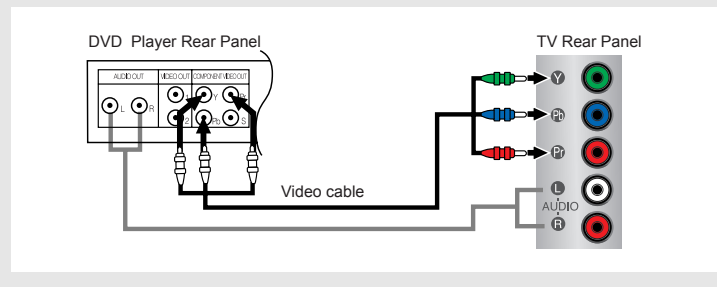 DVD Player Rear Panel
TV Rear Panel
AUDIO OUT
VIDEO OUT
COMPONENT VIDEO OUT
L
R
1
Y
Pr
2
Pb
S
Video cable
Y
Pb
Pr
L
AUDIO
R